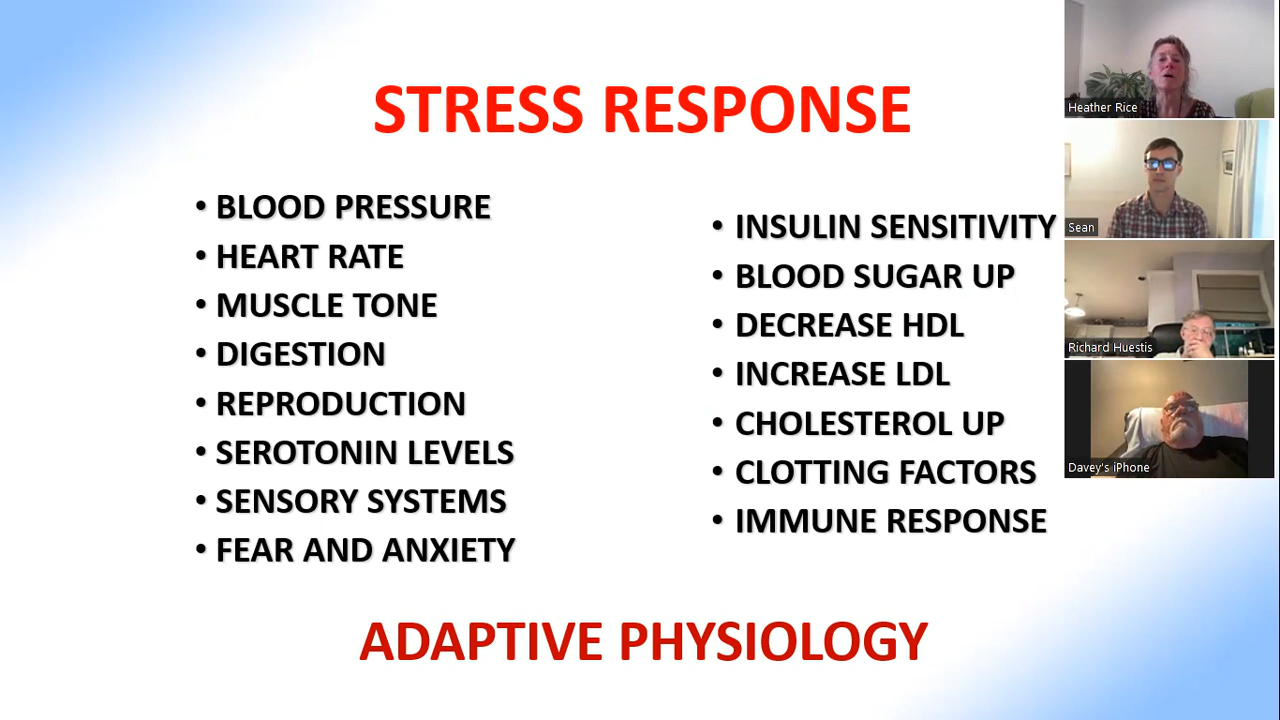 STRESS RESPONSE
• BLOOD PRESSURE
• HEART RATE
• MUSCLE TONE
• DIGESTION
• REPRODUCTION
• SEROTONIN LEVELS
• SENSORY SYSTEMS
• FEAR AND ANXIETY
• INSULIN SENSITIVITY
• BLOOD SUGAR UP
• DECREASE HDL
• INCREASE LDL
• CHOLESTEROL UP
• CLOTTING FACTORS
• IMMUNE RESPONSE
ADAPTIVE PHYSIOLOGY
Heather Rice
Sean
Richard Huestis
Davey's iPhone